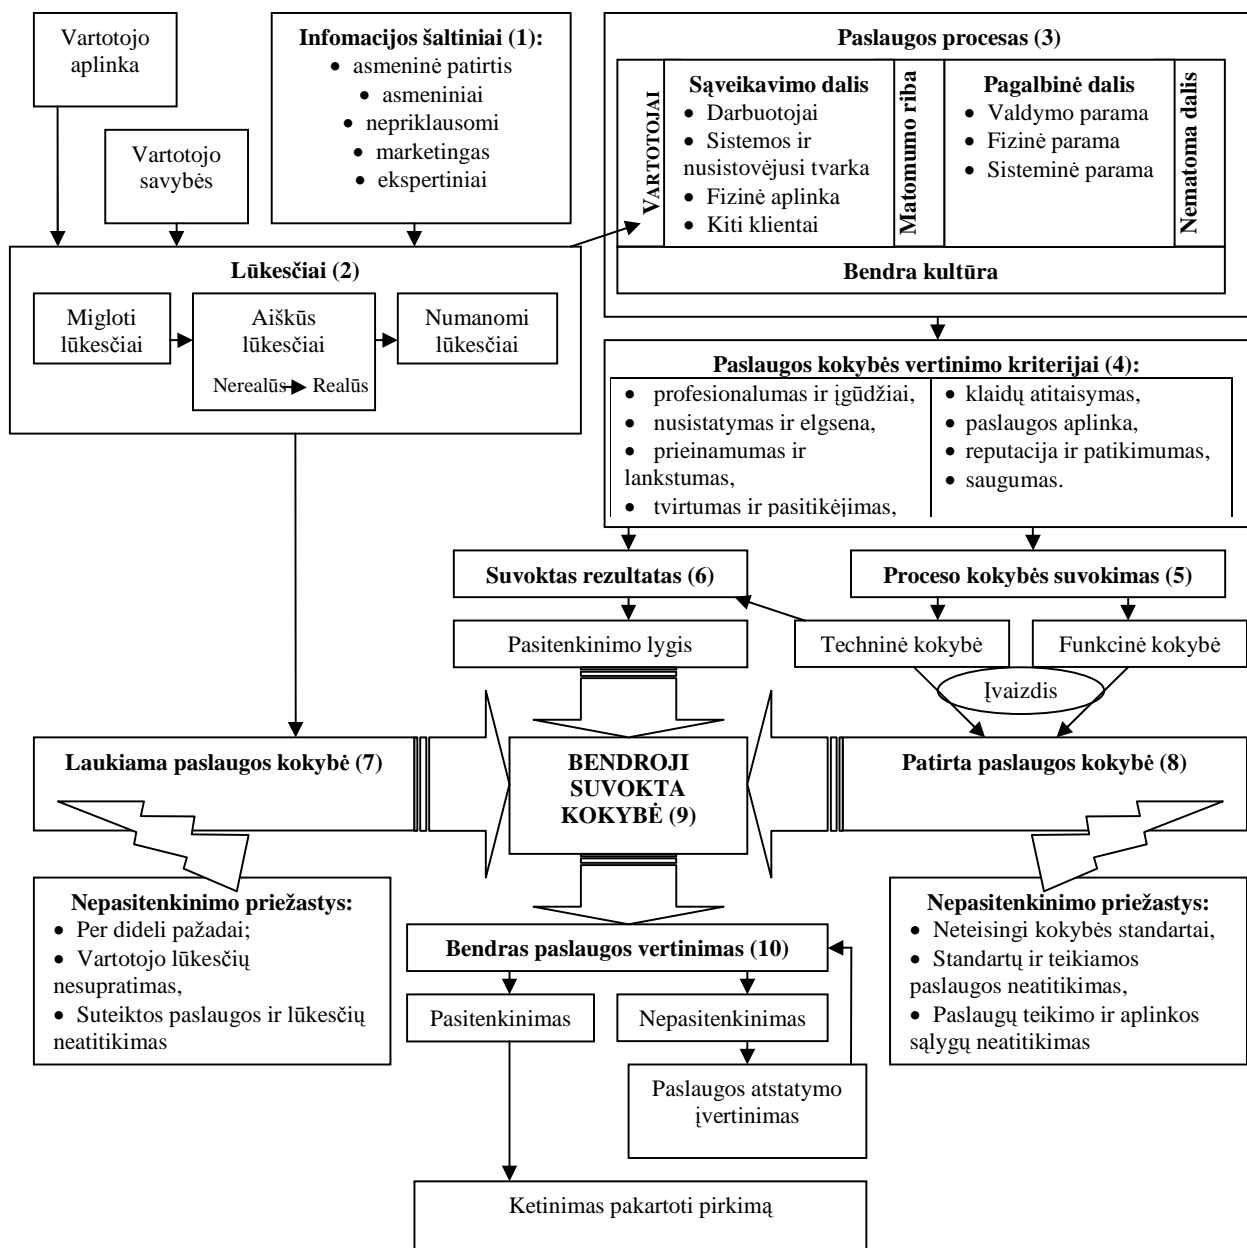 Vartotojo
aplinka
Vartotojo
savybės
Infomacijos šaltiniai (1):
• asmeninė patirtis
• asmeniniai
• nepriklausomi
• marketingas
• ekspertiniai
Paslaugos procesas (3)
VARTOTOJAI
Sąveikavimo dalis
• Darbuotojai
• Sistemos ir
nusistovėjusi tvarka
• Fizinė aplinka
• Kiti klientai
Matomumo riba
Pagalbinė dalis
• Valdymo parama
• Fizinė parama
• Sisteminė parama
Nematoma dalis
Bendra kultūra
Lūkesčiai (2)
Migloti
lūkesčiai
Aiškūs
lūkesčiai
Nerealūs Realūs
Numanomi
lūkesčiai
Paslaugos kokybės vertinimo kriterijai (4):
• profesionalumas ir įgūdžiai,
• nusistatymas ir elgsena,
• prieinamumas ir
lankstumas,
• tvirtumas ir pasitikėjimas,
• klaidų atitaisymas,
• paslaugos aplinka,
• reputacija ir patikimumas,
• saugumas.
Suvoktas rezultatas (6)
Proceso kokybės suvokimas (5)
Pasitenkinimo lygis
Techninė kokybė
Funkcinė kokybė
Įvaizdis
Laukiama paslaugos kokybė (7)
BENDROJI
SUVOKTA
KOKYBĖ (9)
Patirta paslaugos kokybė (8)
Nepasitenkinimo priežastys:
• Per dideli pažadai;
• Vartotojo lūkesčių
nesupratimas,
• Suteiktos paslaugos ir lūkesčių
neatitikimas
Nepasitenkinimo priežastys:
• Neteisingi kokybės standartai,
• Standartų ir teikiamos
paslaugos neatitikimas,
• Paslaugų teikimo ir aplinkos
sąlygų neatitikimas
Bendras paslaugos vertinimas (10)
Pasitenkinimas
Nepasitenkinimas
Paslaugos atstatymo
įvertinimas
Ketinimas pakartoti pirkimą